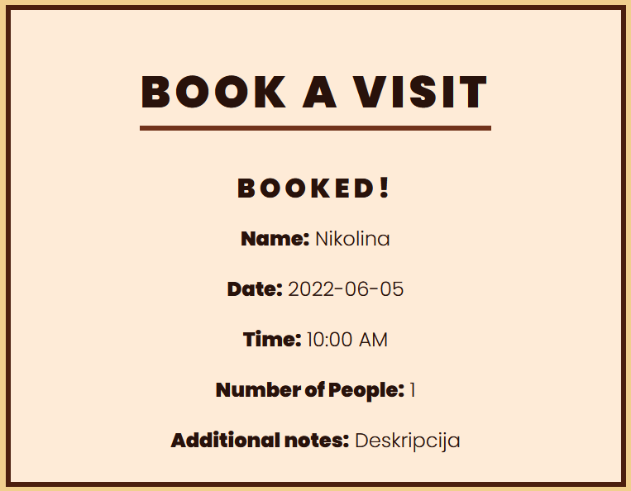 BOOK A VISIT
BOOKED!
Name: Nikolina
Date: 2022-06-05
Time: 10:00 AM
Number of People: 1
Additional notes: Deskripcija